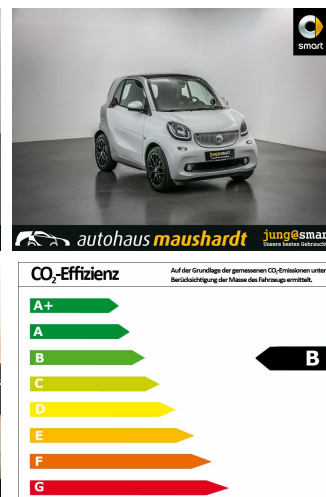 smart
autohaus maushardt
jung@smar
Unsere besten Gebrauch
CO₂-Effizienz
Auf der Grundlage der gemessenen CO₂-Emissionen unter
Berücksichtigung der Masse des Fahrzeugs ermittelt.
A+
A
B
B
C
D
E
F
G